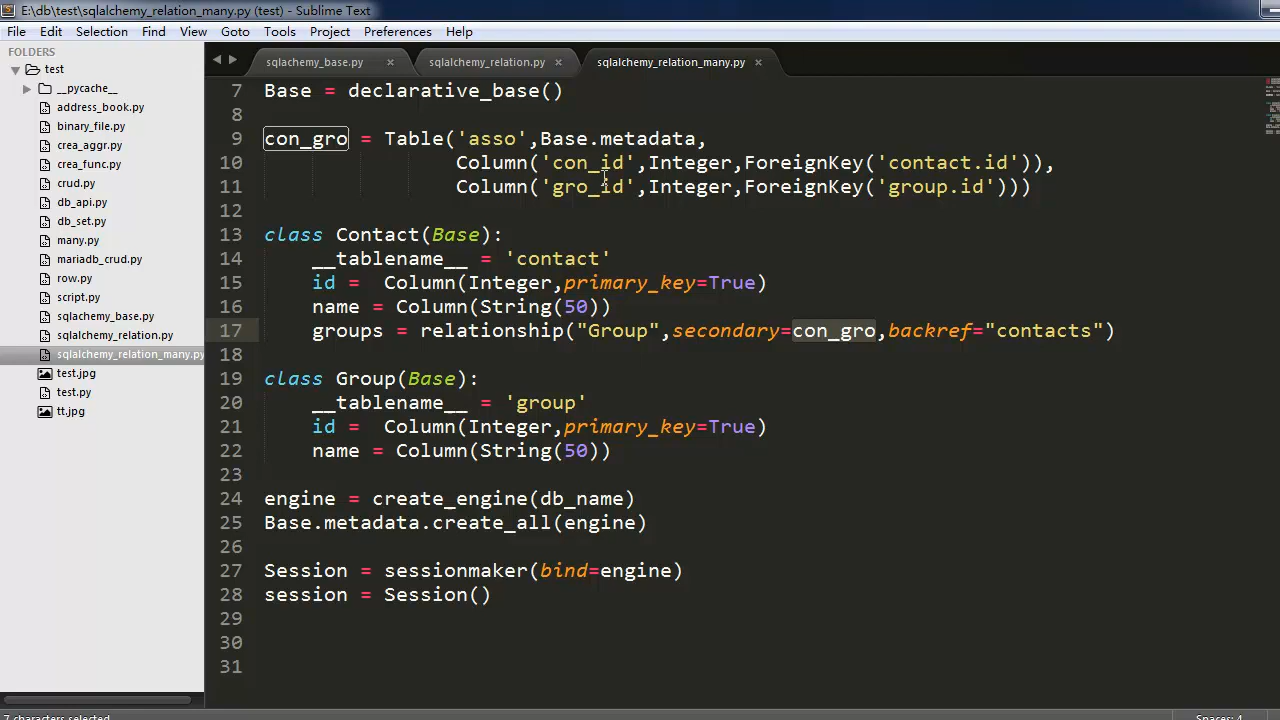 E:\db\test\sqlalchemy_relation_many.py (test) - Sublime Text
File Edit Selection Find View Goto Tools Project Preferences Help
FOLDERS
test
__pycache__
address_book.py
binary_file.py
crea_aggr.py
crea_func.py
crud.py
db_api.py
db_set.py
many.py
mariadb_crud.py
row.py
script.py
sqlachemy_base.py
sqlalchemy_relation.py
sqlalchemy_relation_many.py
test.jpg
test.py
tt.jpg
sqlachemy_base.py × sqlalchemy_relation.py × sqlalchemy_relation_many.py ×
7 Base = declarative_base()
8
9 con_gro = Table('asso',Base.metadata,
10 Column('con_id',Integer,ForeignKey('contact.id')),
11 Column('gro_id',Integer,ForeignKey('group.id')))
12
13 class Contact(Base):
14 __tablename__ = 'contact'
15 id = Column(Integer,primary_key=True)
16 name = Column(String(50))
17 groups = relationship("Group",secondary=con_gro,backref="contacts")
18
19 class Group(Base):
20 __tablename__ = 'group'
21 id = Column(Integer,primary_key=True)
22 name = Column(String(50))
23
24 engine = create_engine(db_name)
25 Base.metadata.create_all(engine)
26
27 Session = sessionmaker(bind=engine)
28 session = Session()
29
30
31
7 characters selected Spaces: 4